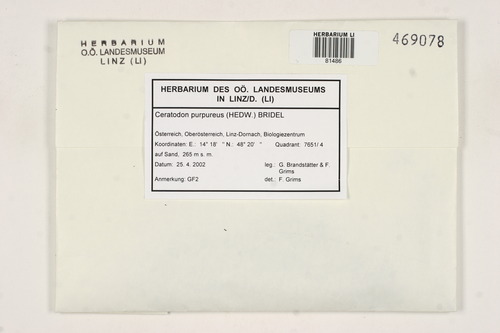 HERBARIUM
O.Ö. LANDESMUSEUM
LINZ (LI)
HERBARIUM LI
81486
469078
HERBARIUM DES OÖ. LANDESMUSEUMS
IN LINZ/D. (LI)
Ceratodon purpureus (HEDW.) BRIDEL
Österreich, Oberösterreich, Linz-Dornach, Biologiezentrum
Koordinaten: E.: 14° 18' " N.: 48° 20' " Quadrant: 7651/ 4
auf Sand, 265 m s. m.
Datum: 25. 4. 2002 leg.: G. Brandstätter & F.
Grims
Anmerkung: GF2 det.: F. Grims